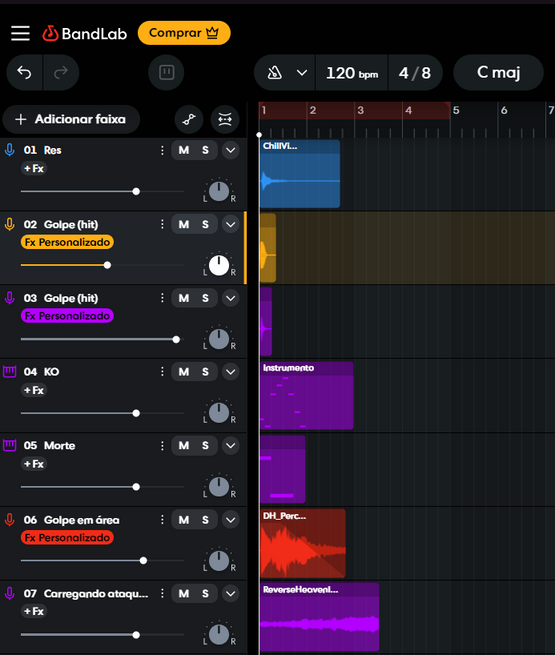 BandLab Comprar
120 bpm 4/8 C maj
+ Adicionar faixa 1 2 3 4 5 6 7
01 Res M S
+ Fx
L R
ChillVi...
02 Golpe (hit) M S
Fx Personalizado
L R
03 Golpe (hit) M S
Fx Personalizado
L R
04 KO M S
+ Fx
L R
Instrumento
05 Morte M S
+ Fx
L R
06 Golpe em área M S
Fx Personalizado
L R
DH_Perc...
07 Carregando ataqu... M S
+ Fx
L R
ReverseHeavenl...